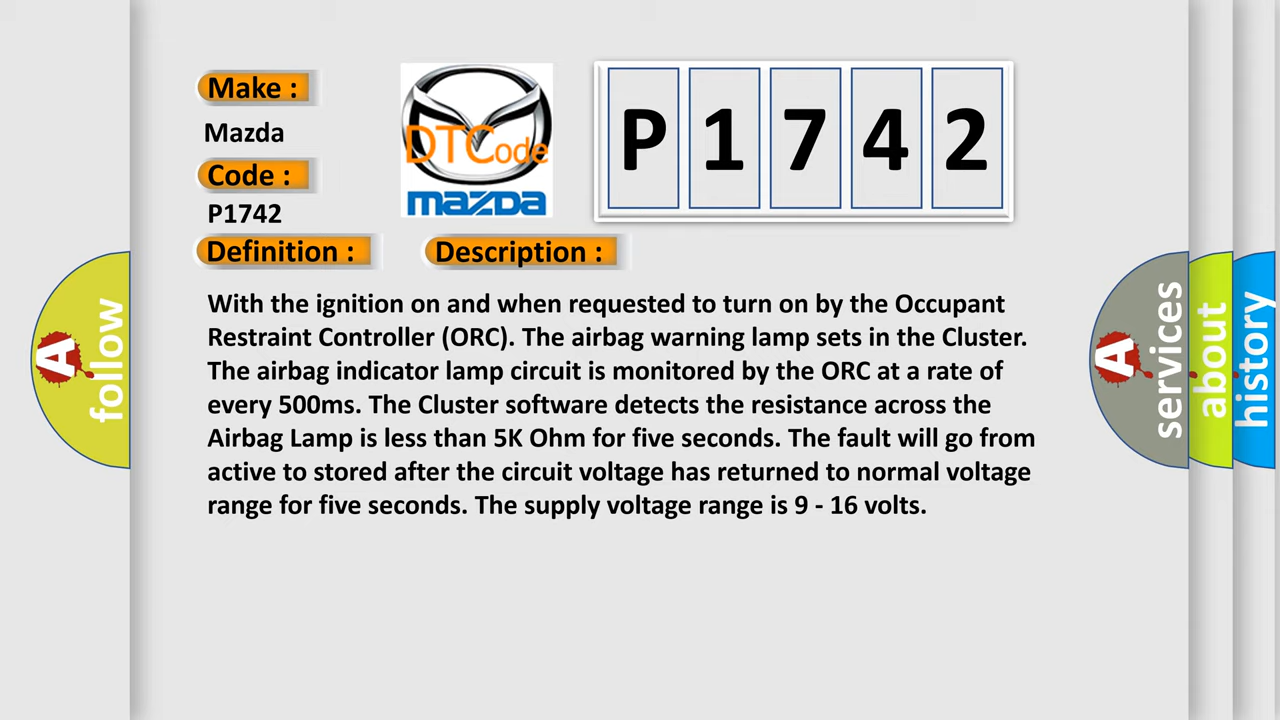 Make :
Mazda
Code :
P1742
DTCode
mazda
P1742
Definition :
Description :
With the ignition on and when requested to turn on by the Occupant
Restraint Controller (ORC). The airbag warning lamp sets in the Cluster.
The airbag indicator lamp circuit is monitored by the ORC at a rate of
every 500ms. The Cluster software detects the resistance across the
Airbag Lamp is less than 5K Ohm for five seconds. The fault will go from
active to stored after the circuit voltage has returned to normal voltage
range for five seconds. The supply voltage range is 9 - 16 volts.
A
follow
A
services
about
history